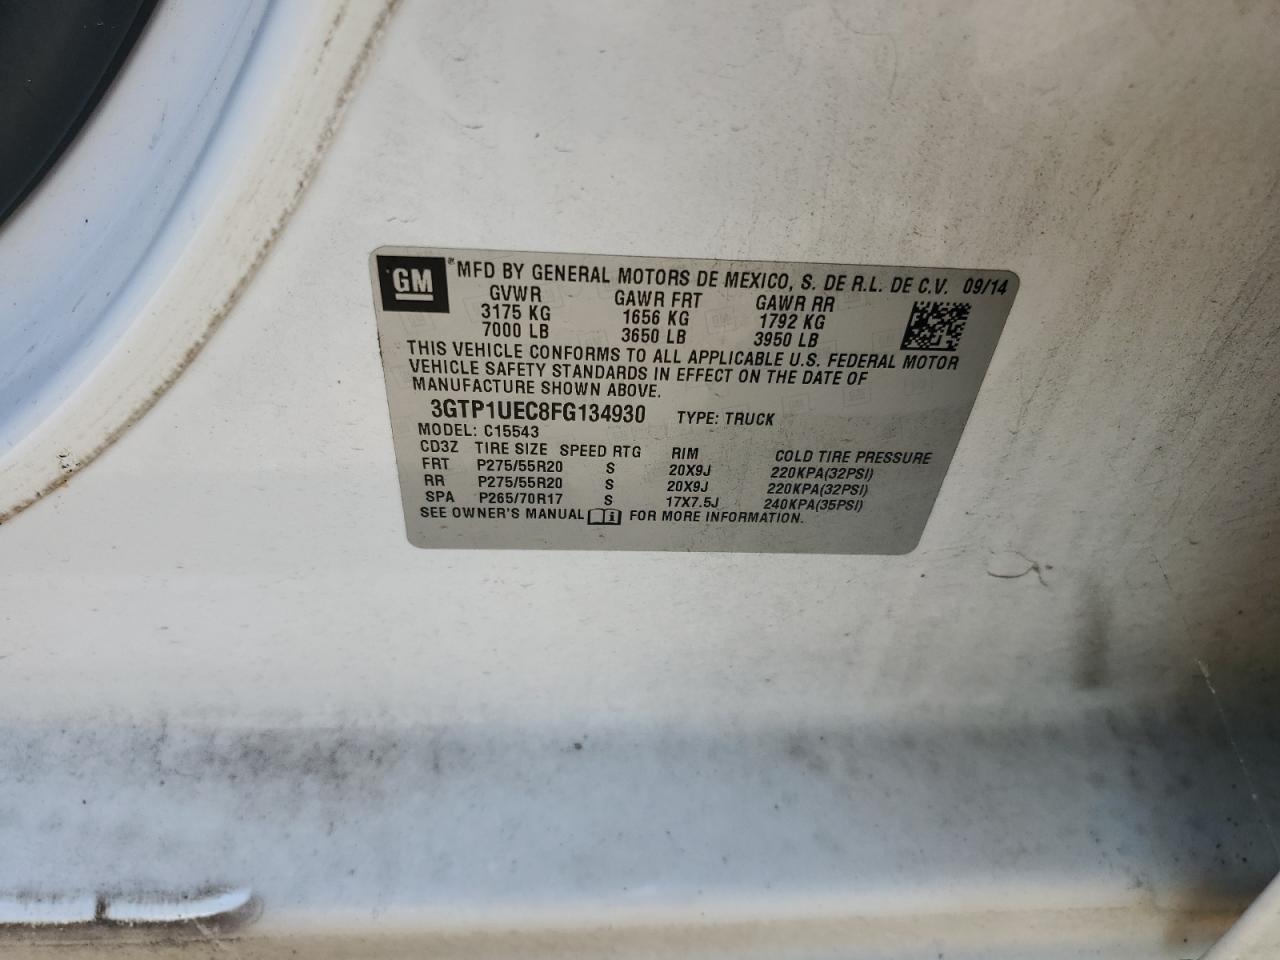 GM
® MFD BY GENERAL MOTORS DE MEXICO, S. DE R.L. DE C.V. 09/14
GVWR GAWR FRT GAWR RR
3175 KG 1656 KG 1792 KG
7000 LB 3650 LB 3950 LB
THIS VEHICLE CONFORMS TO ALL APPLICABLE U.S. FEDERAL MOTOR
VEHICLE SAFETY STANDARDS IN EFFECT ON THE DATE OF
MANUFACTURE SHOWN ABOVE.
3GTP1UEC8FG134930 TYPE: TRUCK
MODEL: C15543
CD3Z TIRE SIZE SPEED RTG RIM COLD TIRE PRESSURE
FRT P275/55R20 S 20X9J 220KPA(32PSI)
RR P275/55R20 S 20X9J 220KPA(32PSI)
SPA P265/70R17 S 17X7.5J 240KPA(35PSI)
SEE OWNER'S MANUAL i FOR MORE INFORMATION.